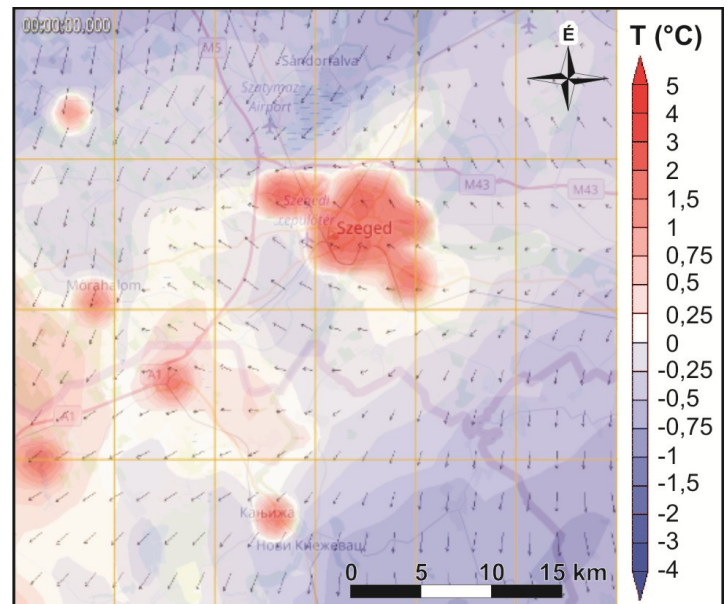 00:00:00.000
M5
É
T (°C)
Sándorfalva
Szatymaz
Airport
M43
M43
Szegedi
repülőtér
Szeged
Morahalom
A1
A1
Кањижа
Нови Кнежевац
0 5 10 15 km
5
4
3
2
1,5
1
0,75
0,5
0,25
0
-0,25
-0,5
-0,75
-1
-1,5
-2
-3
-4